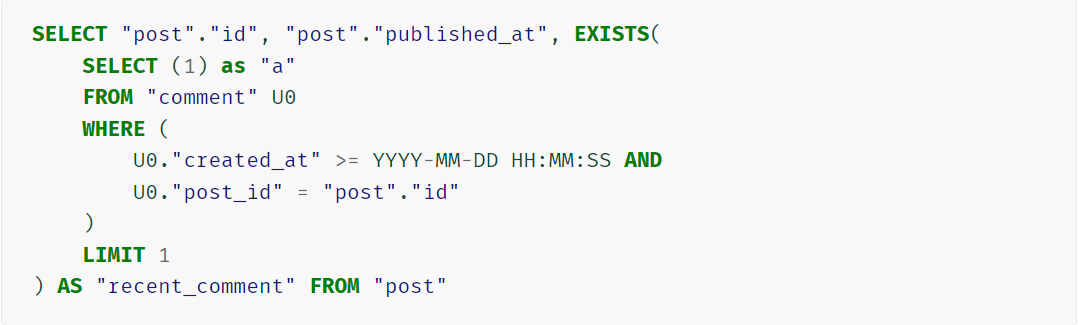 SELECT "post"."id", "post"."published_at", EXISTS(
    SELECT (1) as "a"
    FROM "comment" U0
    WHERE (
        U0."created_at" >= YYYY-MM-DD HH:MM:SS AND
        U0."post_id" = "post"."id"
    )
    LIMIT 1
) AS "recent_comment" FROM "post"